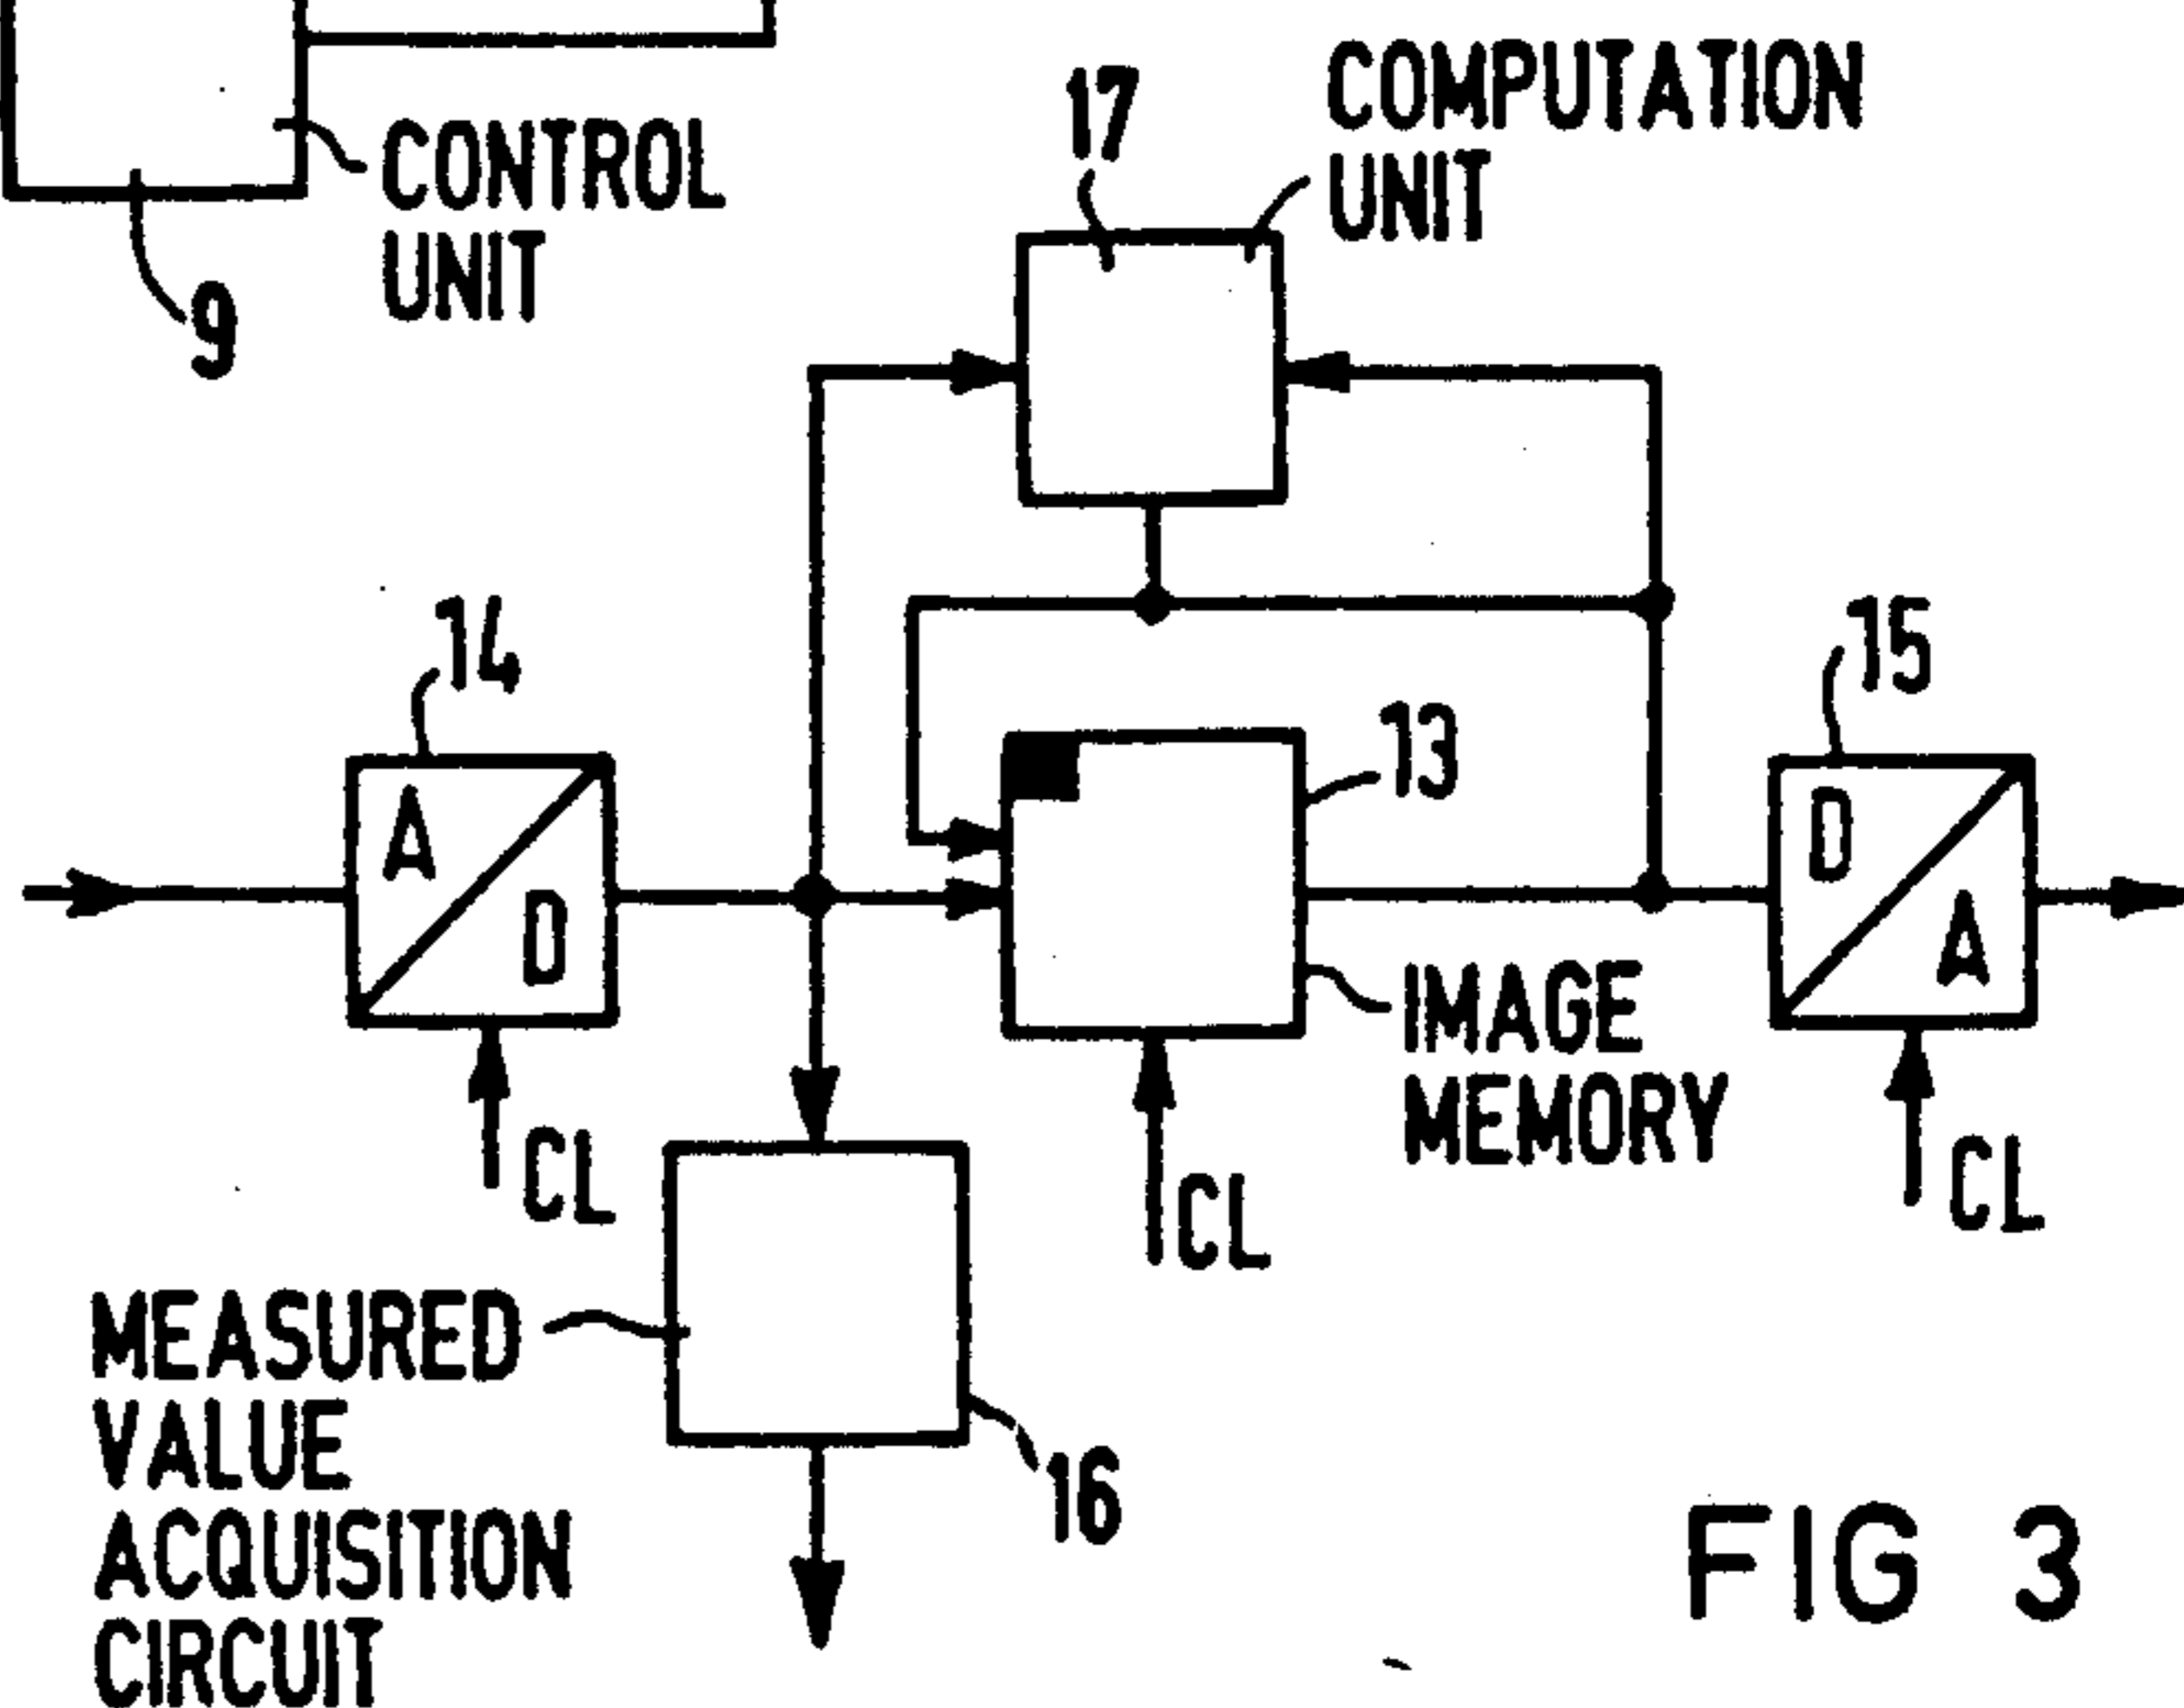 CONTROL
UNIT
9
17
COMPUTATION
UNIT
14
A
D
CL
13
IMAGE
MEMORY
CL
15
D
A
CL
MEASURED
VALUE
ACQUISITION
CIRCUIT
16
FIG 3